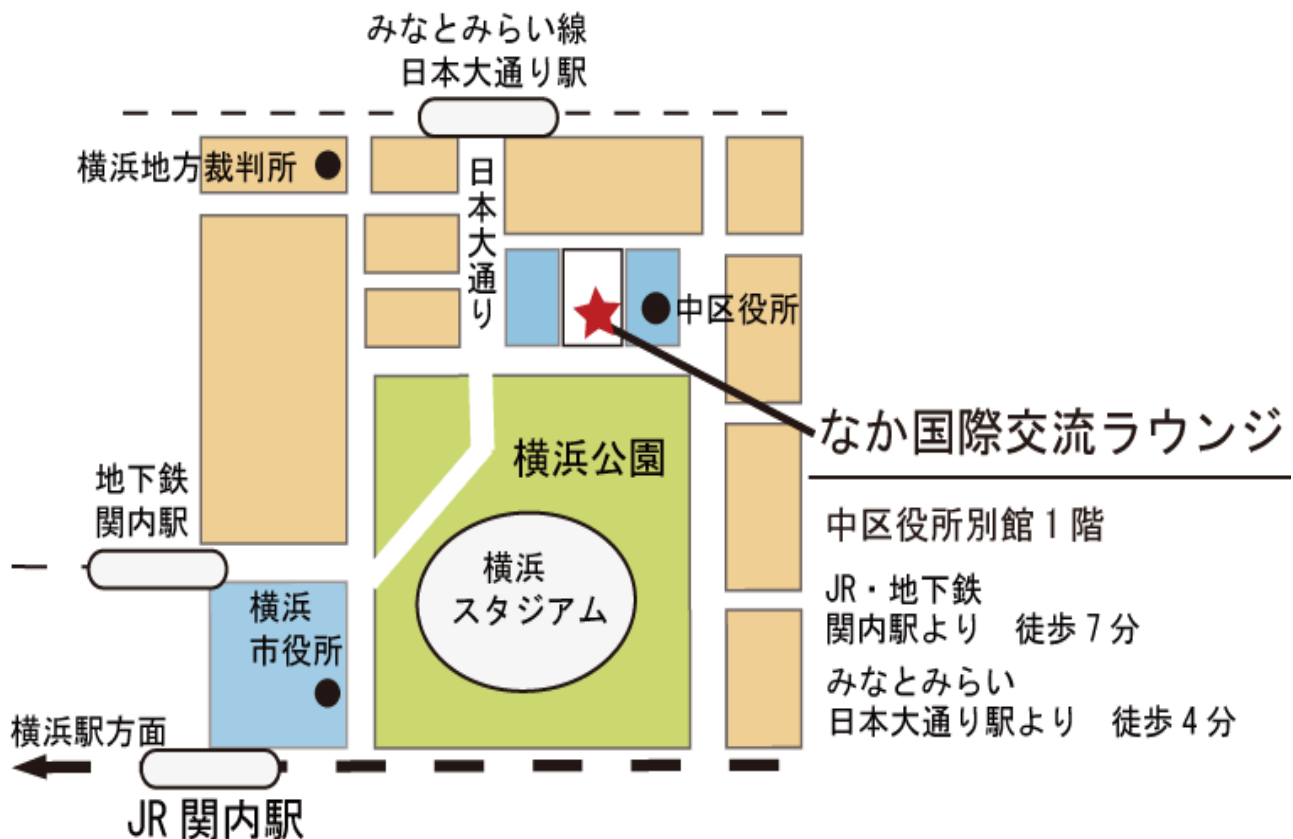 みなとみらい線
日本大通り駅
横浜地方裁判所
日本大通り
中区役所
なか国際交流ラウンジ
横浜公園
地下鉄
関内駅
中区役所別館1階
横浜
スタジアム
JR・地下鉄
関内駅より 徒歩7分
横浜
市役所
みなとみらい
日本大通り駅より 徒歩4分
横浜駅方面
JR関内駅